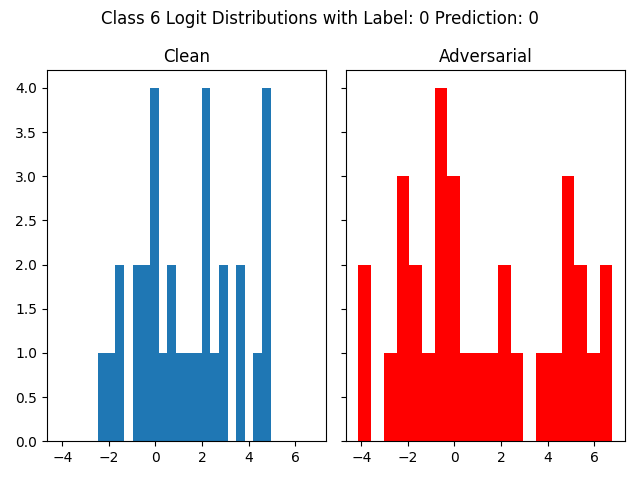 Class 6 Logit Distributions with Label: 0 Prediction: 0
Clean
Adversarial
4.0
3.5
3.0
2.5
2.0
1.5
1.0
0.5
0.0
−4 −2 0 2 4 6
−4 −2 0 2 4 6